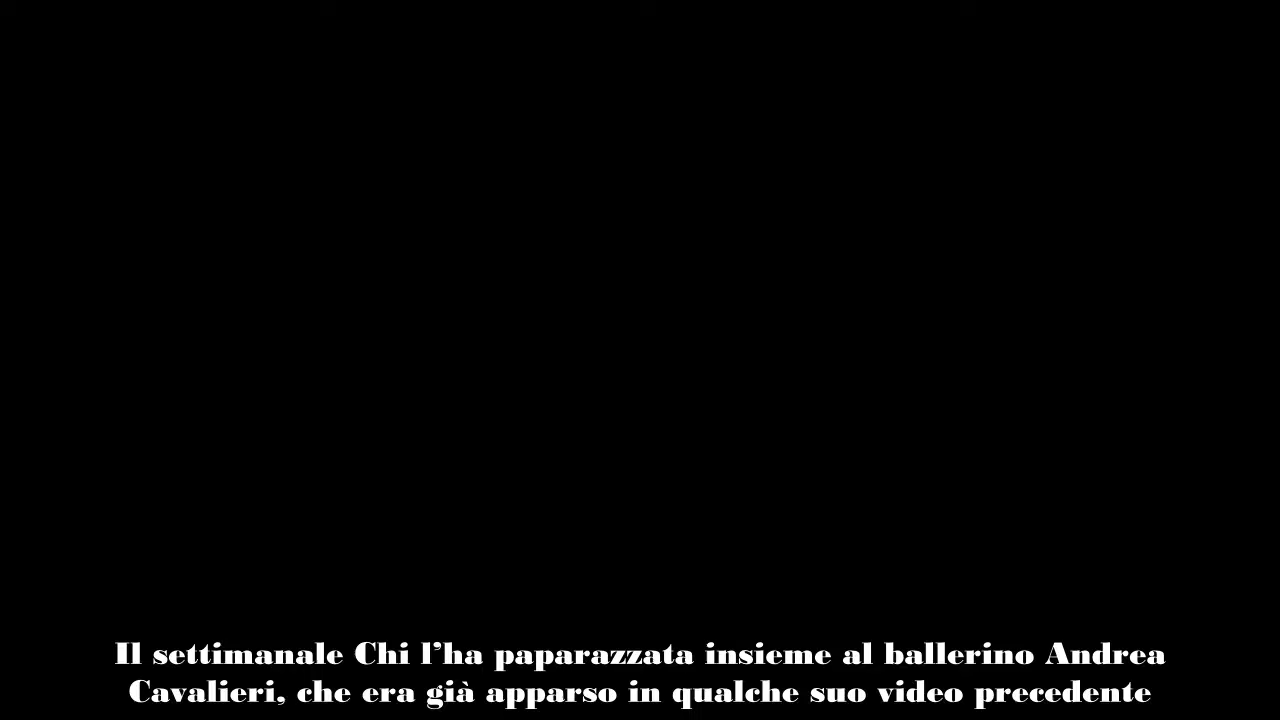 Il settimanale Chi l’ha paparazzata insieme al ballerino Andrea
Cavalieri, che era già apparso in qualche suo video precedente